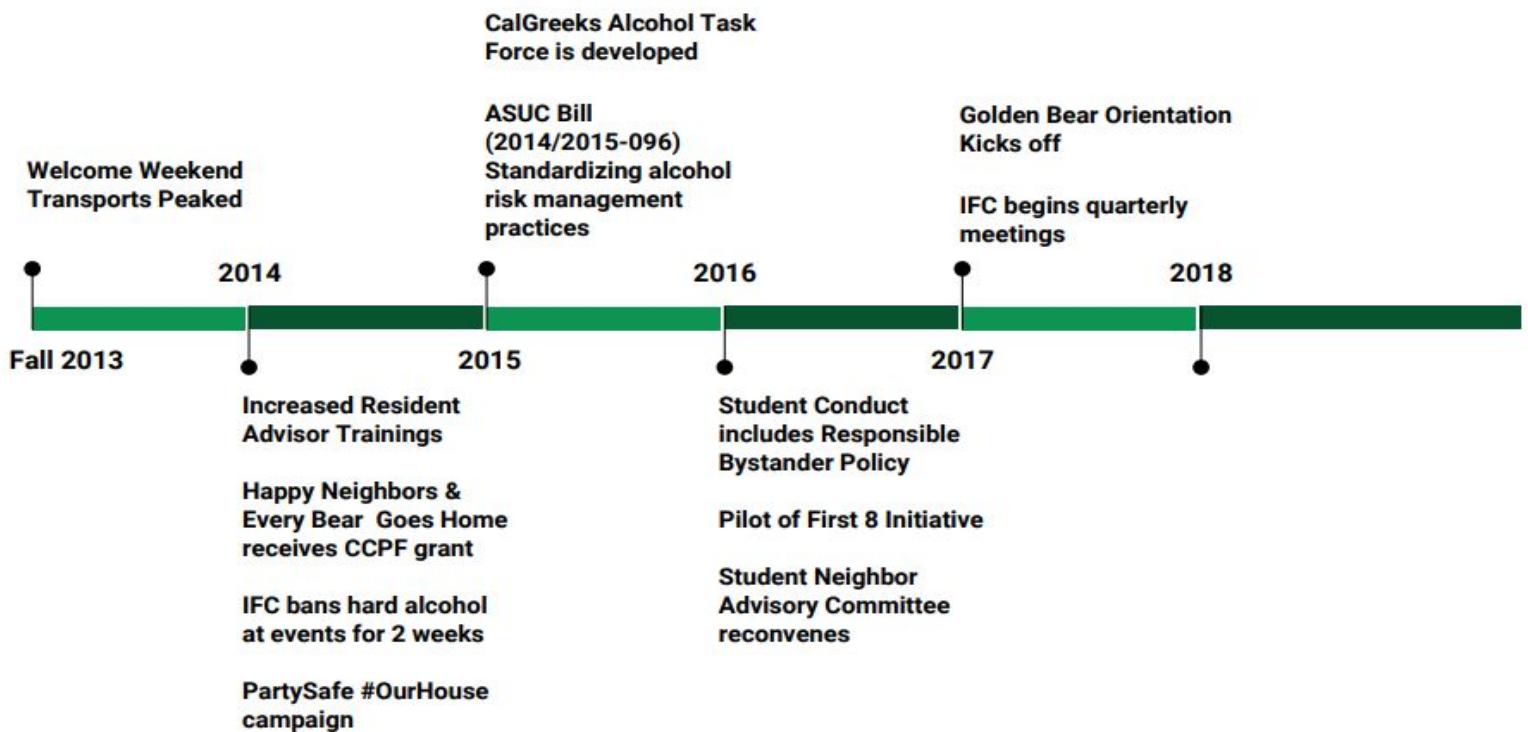 CalGreeks Alcohol Task
Force is developed
ASUC Bill
(2014/2015-096)
Standardizing alcohol
risk management
practices
Golden Bear Orientation
Kicks off
IFC begins quarterly
meetings
Welcome Weekend
Transports Peaked
2014
2016
2018
Fall 2013
2015
2017
Increased Resident
Advisor Trainings
Happy Neighbors &
Every Bear Goes Home
receives CCPF grant
IFC bans hard alcohol
at events for 2 weeks
PartySafe #OurHouse
campaign
Student Conduct
includes Responsible
Bystander Policy
Pilot of First 8 Initiative
Student Neighbor
Advisory Committee
reconvenes